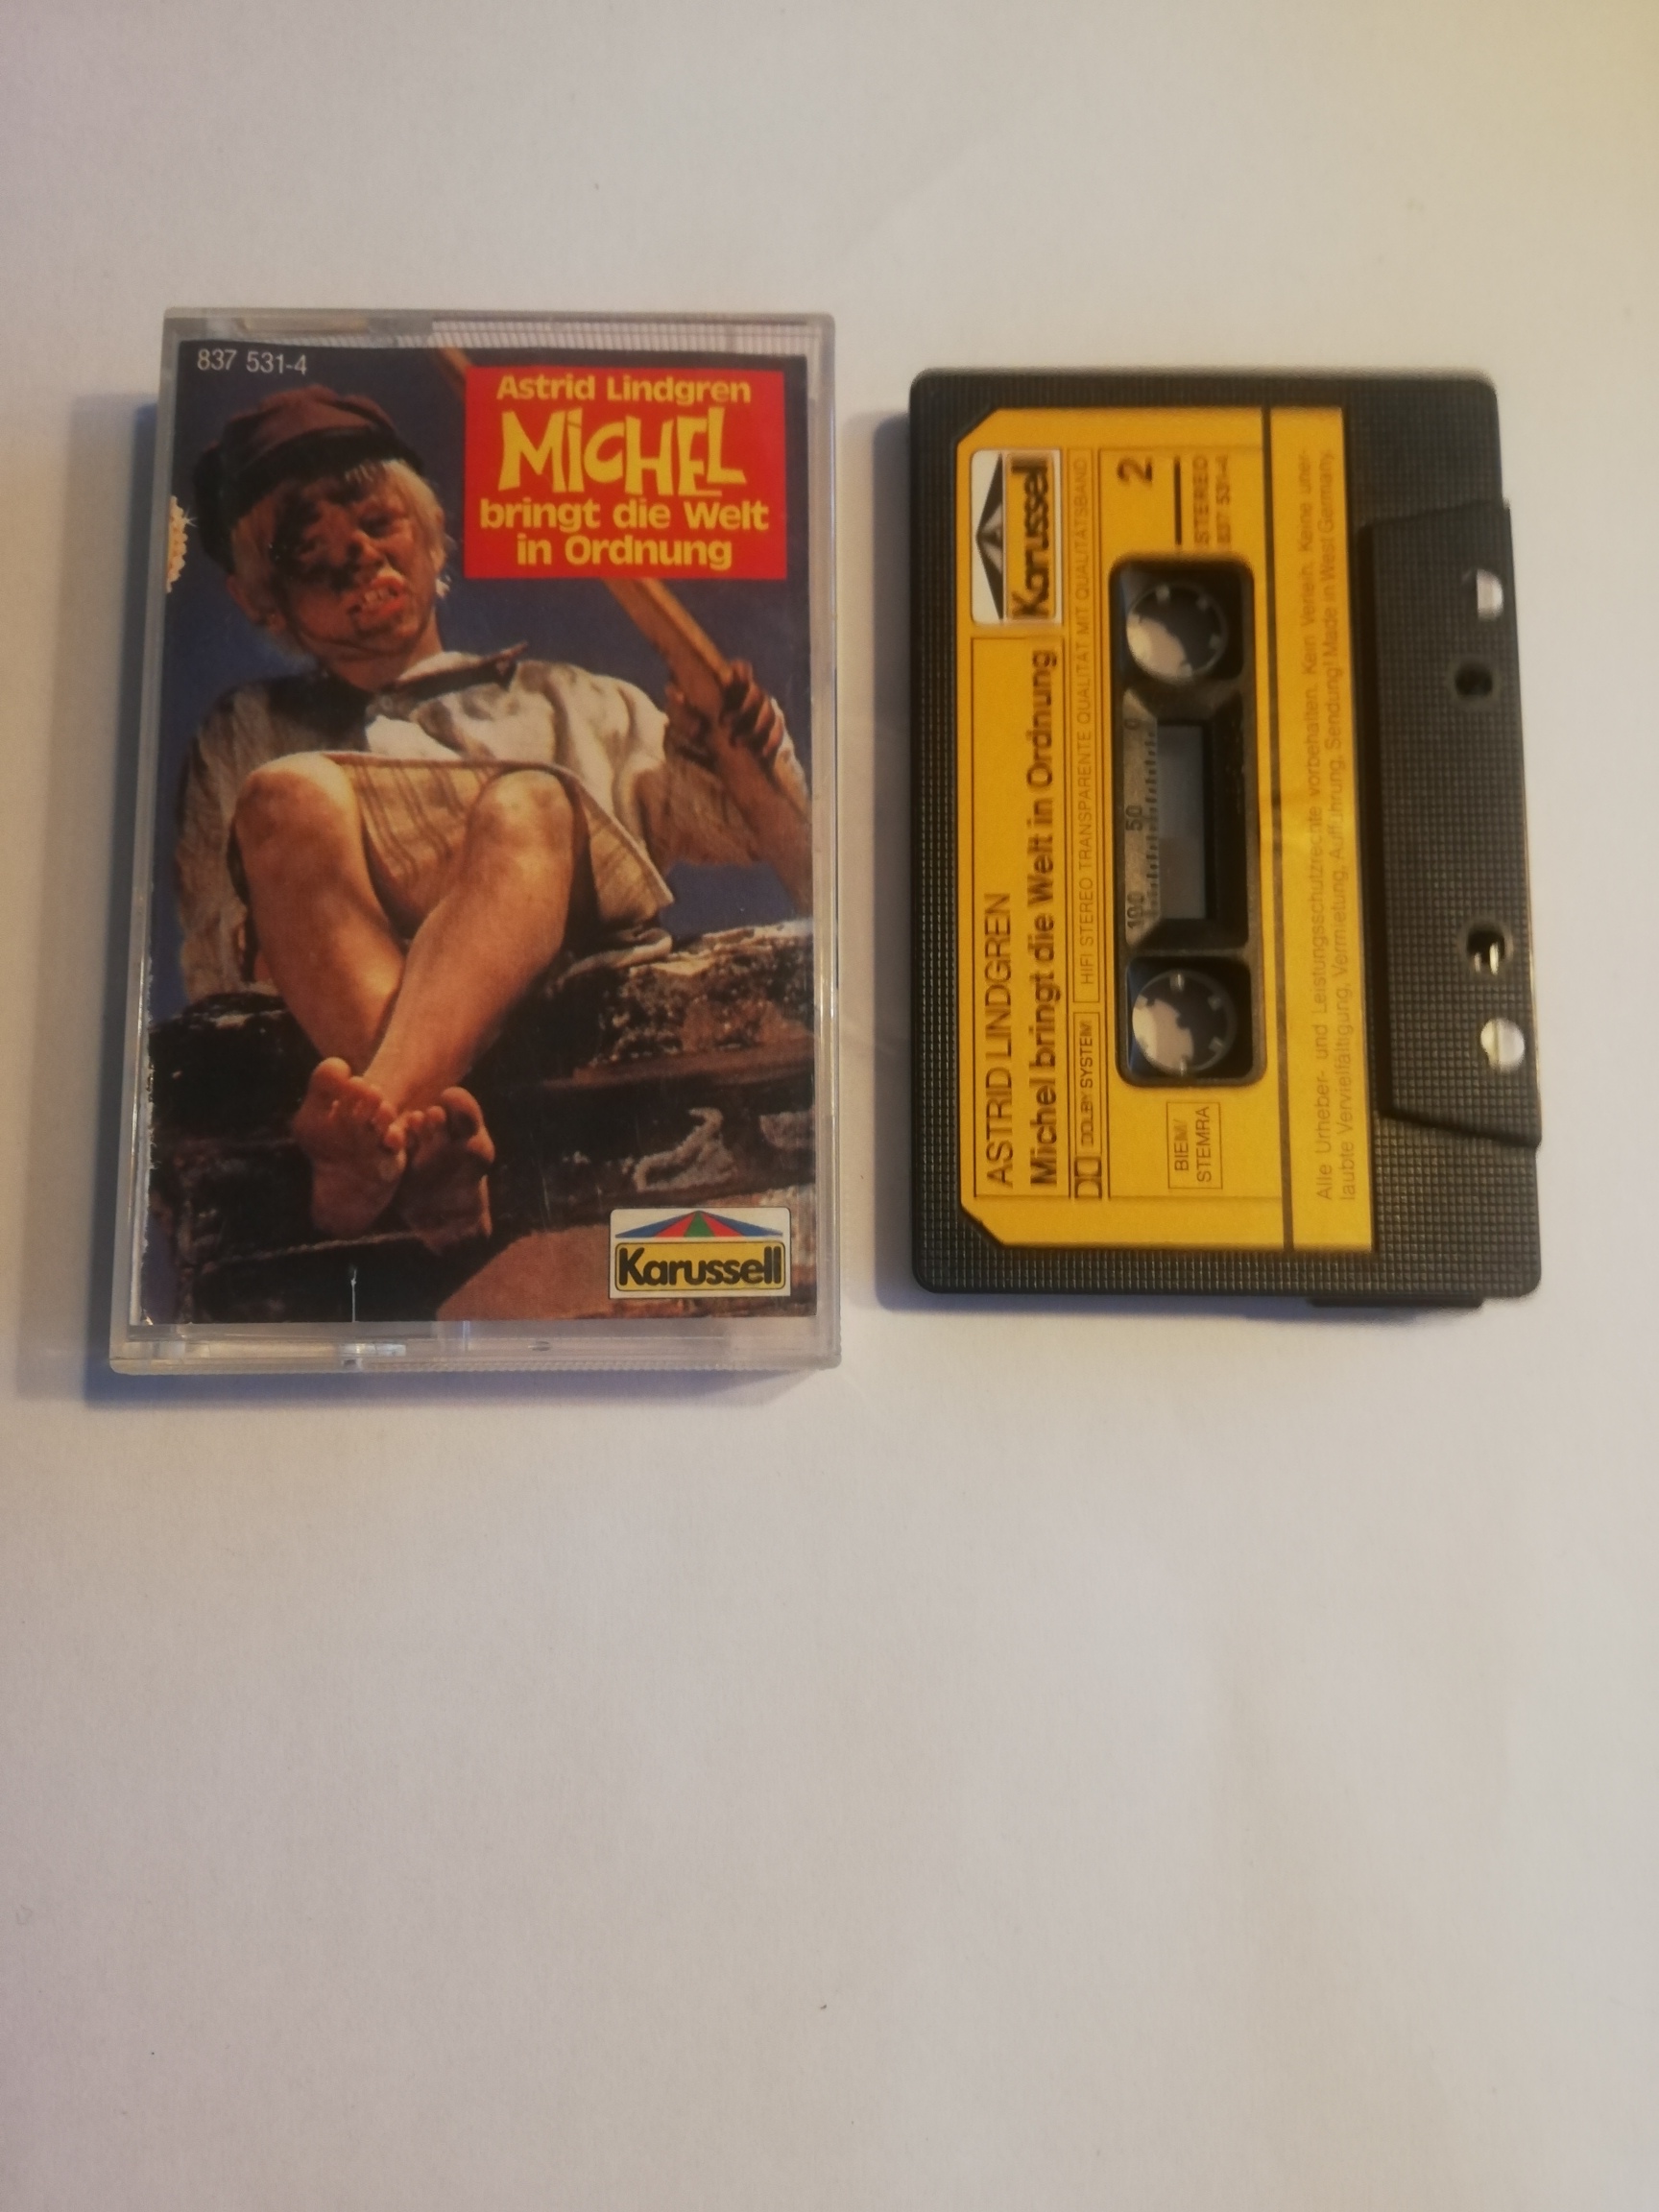 837 531-4
Astrid Lindgren
MiCHEL
bringt die Welt
in Ordnung
Karussell
Karussell
ASTRID LINDGREN
Michel bringt die Welt in Ordnung
DOLBY SYSTEM
HIFI STEREO TRANSPARENTE QUALITÄT MIT QUALITÄTSBAND
2
STEREO
837 531-4
100 50 0
BIEM/
STEMRA
Alle Urheber- und Leistungsschutzrechte vorbehalten. Kein Verleih. Keine uner-
laubte Vervielfältigung, Vermietung, Aufführung, Sendung! Made in West Germany.